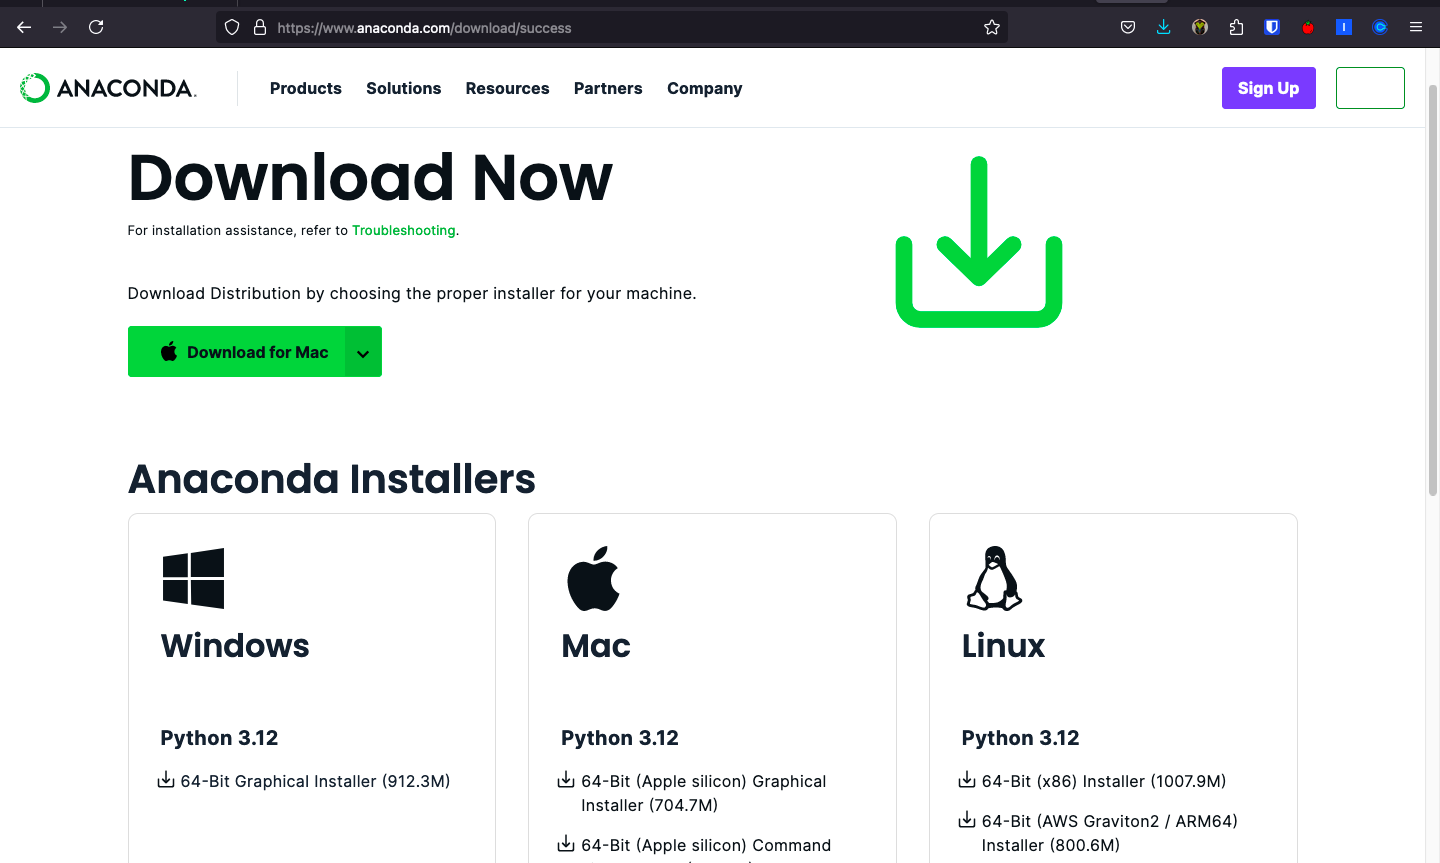 https://www.anaconda.com/download/success
ANACONDA.
Products
Solutions
Resources
Partners
Company
Sign Up
Download Now
For installation assistance, refer to Troubleshooting.
Download Distribution by choosing the proper installer for your machine.
Download for Mac
Anaconda Installers
Windows
Python 3.12
64-Bit Graphical Installer (912.3M)
Mac
Python 3.12
64-Bit (Apple silicon) Graphical
Installer (704.7M)
64-Bit (Apple silicon) Command
Linux
Python 3.12
64-Bit (x86) Installer (1007.9M)
64-Bit (AWS Graviton2 / ARM64)
Installer (800.6M)